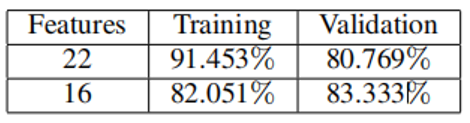 Features Training Validation
22 91.453% 80.769%
16 82.051% 83.333%